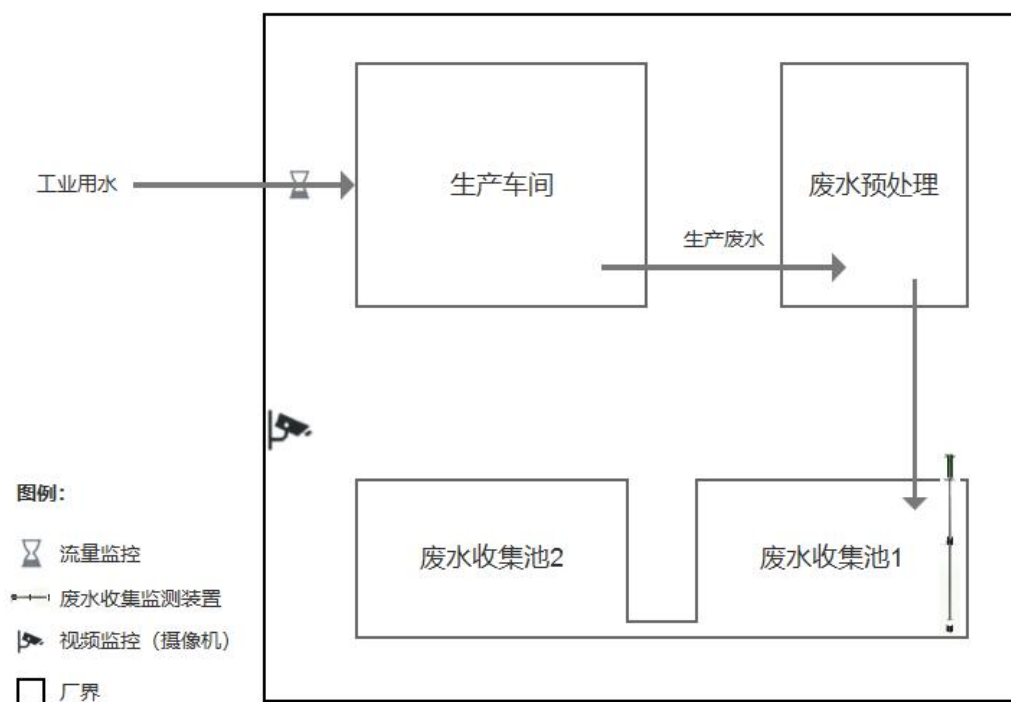 工业用水
生产车间
废水预处理
生产废水
废水收集池2
废水收集池1
图例:
流量监控
废水收集监测装置
视频监控（摄像机）
厂界